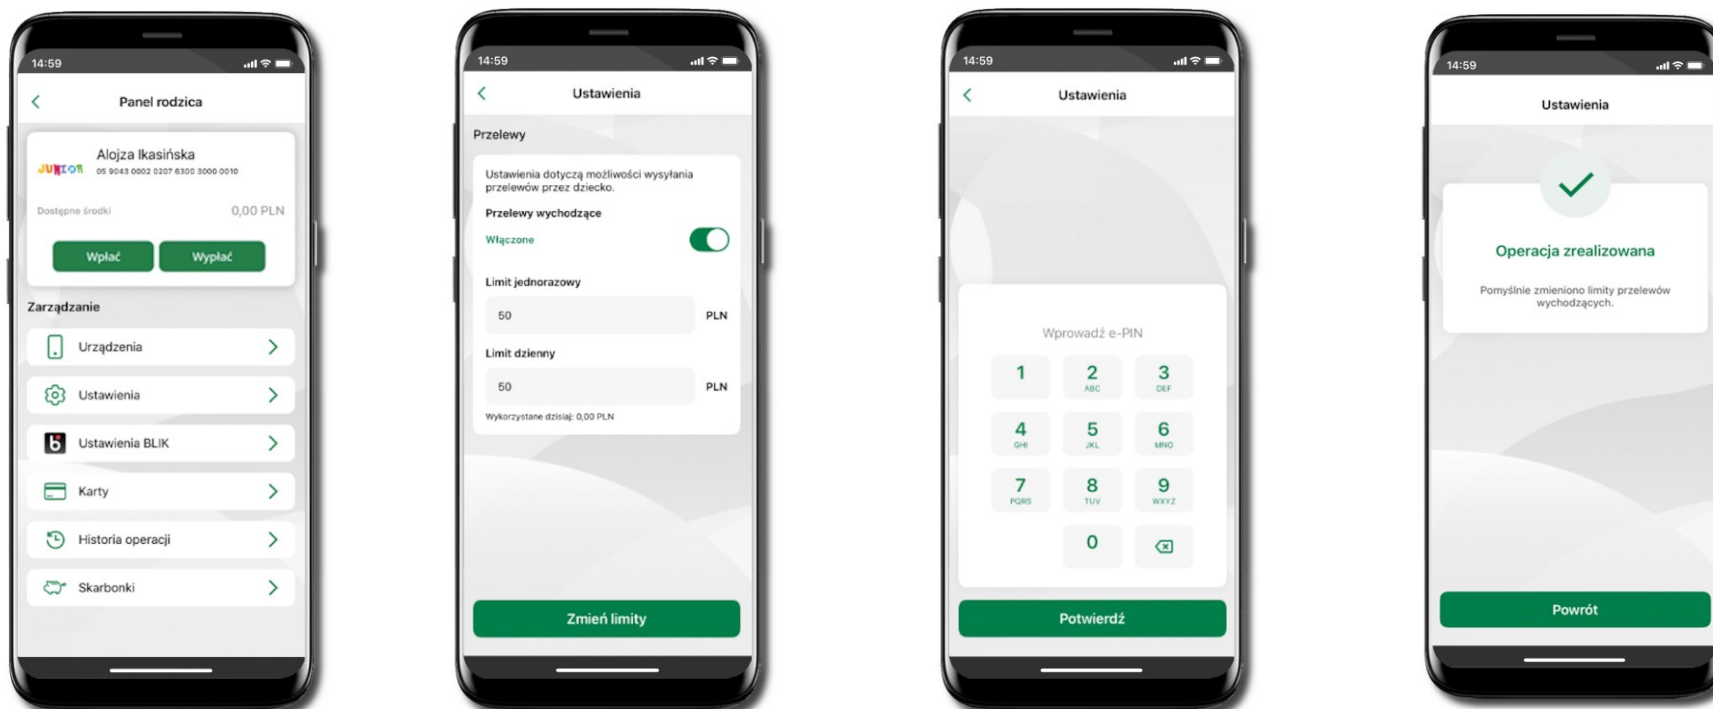 14:59
Panel rodzica
JUNIOR
Alojza Ikasińska
05 9043 0002 0207 6300 3000 0010
Dostępne środki 0,00 PLN
Wpłać Wypłać
Zarządzanie
Urządzenia
Ustawienia
Ustawienia BLIK
Karty
Historia operacji
Skarbonki
14:59
Ustawienia
Przelewy
Ustawienia dotyczą możliwości wysyłania
przelewów przez dziecko.
Przelewy wychodzące
Włączone
Limit jednorazowy
50 PLN
Limit dzienny
50 PLN
Wykorzystane dzisiaj: 0,00 PLN
Zmień limity
14:59
Ustawienia
Wprowadź e-PIN
1 2 3
ABC DEF
4 5 6
GHI JKL MNO
7 8 9
PQRS TUV WXYZ
0
Potwierdź
14:59
Ustawienia
Operacja zrealizowana
Pomyślnie zmieniono limity przelewów
wychodzących.
Powrót